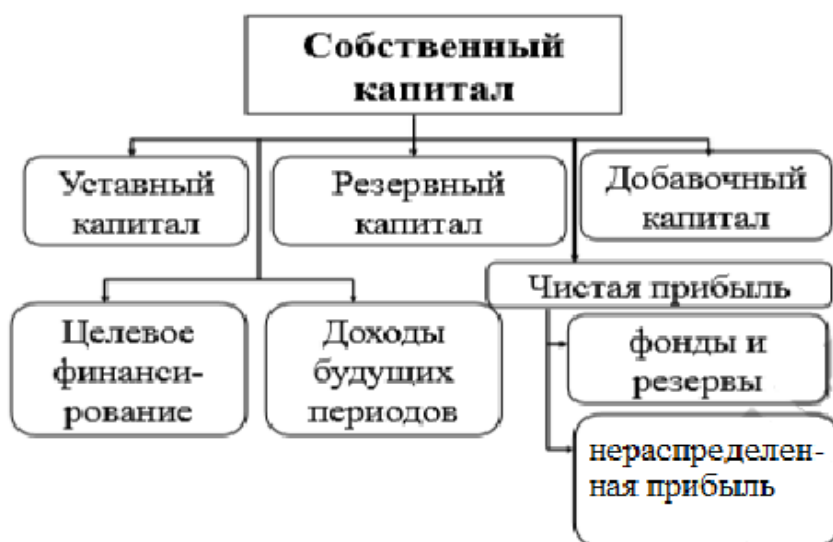 Собственный
капитал
Уставный
капитал
Резервный
капитал
Добавочный
капитал
Чистая прибыль
Целевое
финанси-
рование
Доходы
будущих
периодов
фонды и
резервы
нераспределен-
ная прибыль